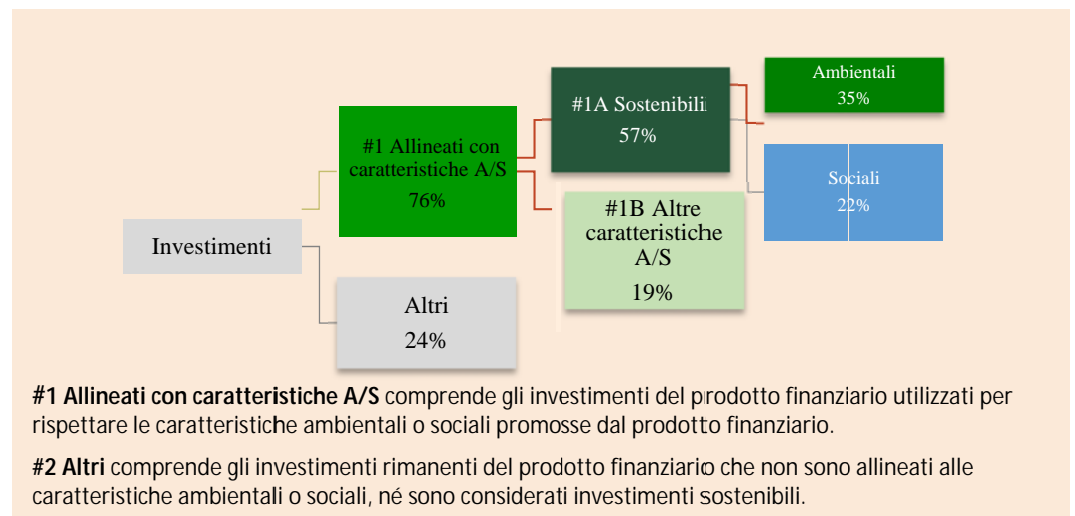 Investimenti
#1 Allineati con
caratteristiche A/S
76%
Altri
24%
#1A Sostenibili
57%
#1B Altre
caratteristiche
A/S
19%
Ambientali
35%
Sociali
22%
#1 Allineati con caratteristiche A/S comprende gli investimenti del prodotto finanziario utilizzati per
rispettare le caratteristiche ambientali o sociali promosse dal prodotto finanziario.
#2 Altri comprende gli investimenti rimanenti del prodotto finanziario che non sono allineati alle
caratteristiche ambientali o sociali, né sono considerati investimenti sostenibili.